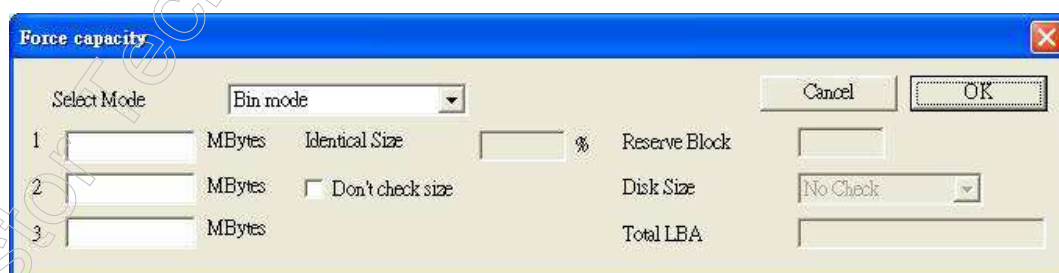 Force capacity
Select Mode Bin mode Cancel OK
1 MBytes Identical Size % Reserve Block
2 MBytes Don't check size Disk Size No Check
3 MBytes Total LBA